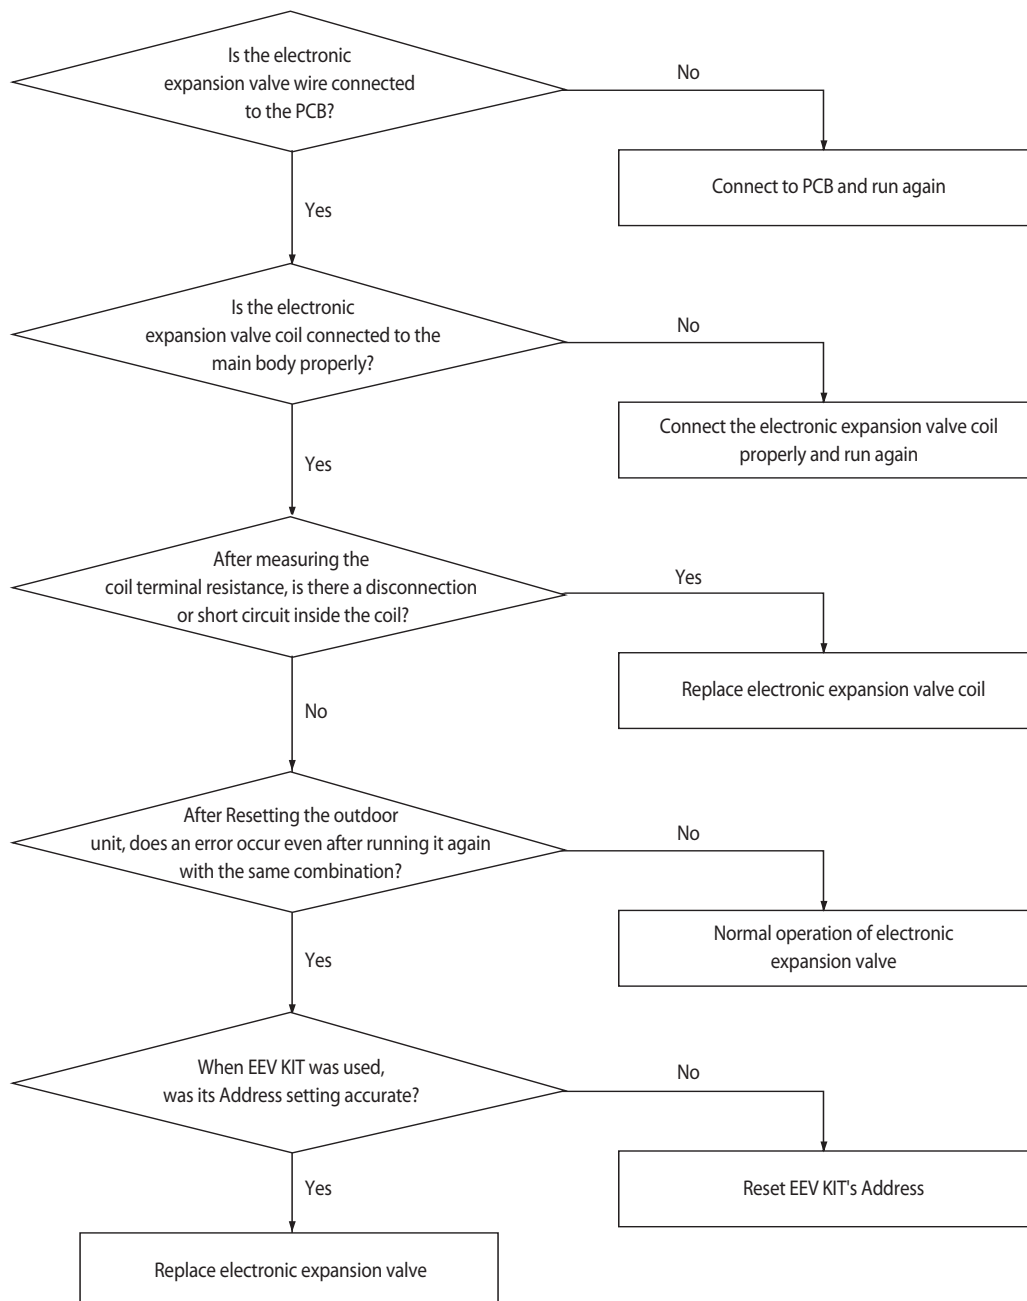 Is the electronic
expansion valve wire connected
to the PCB?
No
Connect to PCB and run again
Yes
Is the electronic
expansion valve coil connected to the
main body properly?
No
Connect the electronic expansion valve coil
properly and run again
Yes
After measuring the
coil terminal resistance, is there a disconnection
or short circuit inside the coil?
Yes
Replace electronic expansion valve coil
No
After Resetting the outdoor
unit, does an error occur even after running it again
with the same combination?
No
Normal operation of electronic
expansion valve
Yes
When EEV KIT was used,
was its Address setting accurate?
No
Reset EEV KIT's Address
Yes
Replace electronic expansion valve